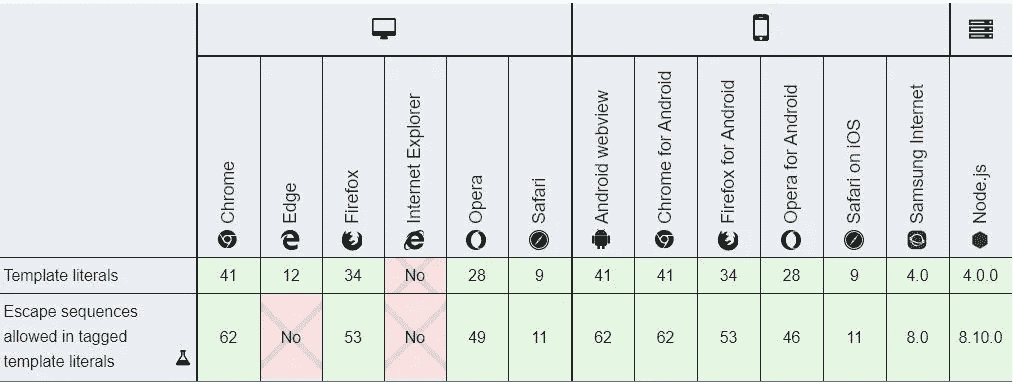 Chrome
Edge
Firefox
Internet Explorer
Opera
Safari
Android webview
Chrome for Android
Firefox for Android
Opera for Android
Safari on iOS
Samsung Internet
Node.js
Template literals 41 12 34 No 28 9 41 41 34 28 9 4.0 4.0.0
Escape sequences
allowed in tagged
template literals
62 No 53 No 49 11 62 62 53 46 11 8.0 8.10.0